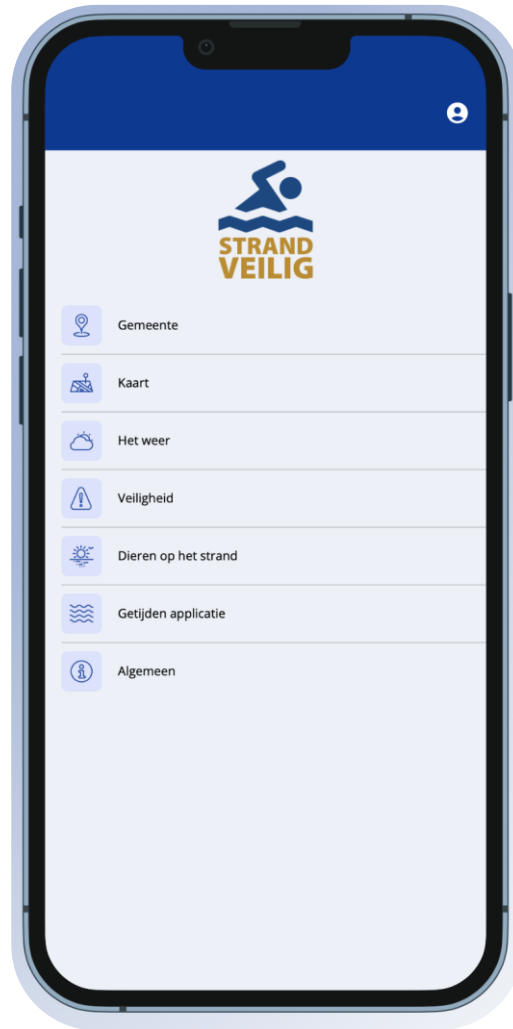 STRAND
VEILIG
Gemeente
Kaart
Het weer
Veiligheid
Dieren op het strand
Getijden applicatie
Algemeen